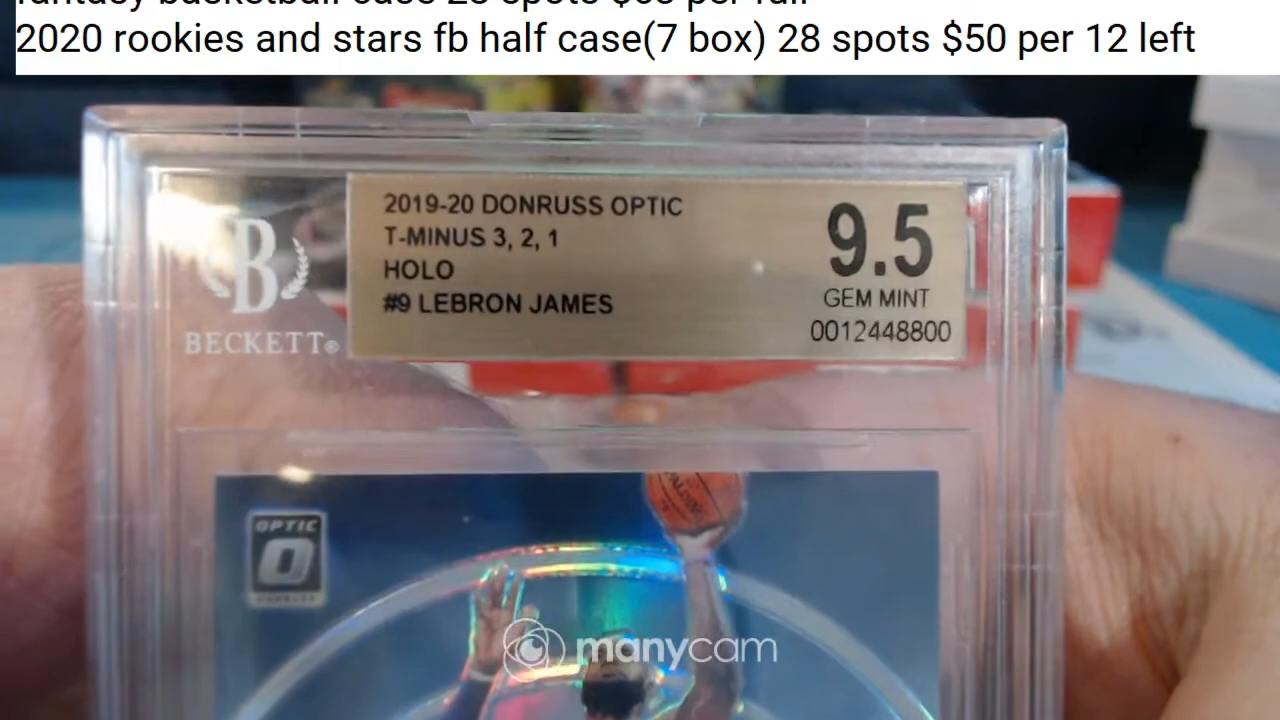 2020 rookies and stars fb half case(7 box) 28 spots $50 per 12 left
2019-20 DONRUSS OPTIC
T-MINUS 3, 2, 1
HOLO
#9 LEBRON JAMES
9.5
GEM MINT
0012448800
B
BECKETT®
OPTIC
O
SPALDING
manycam